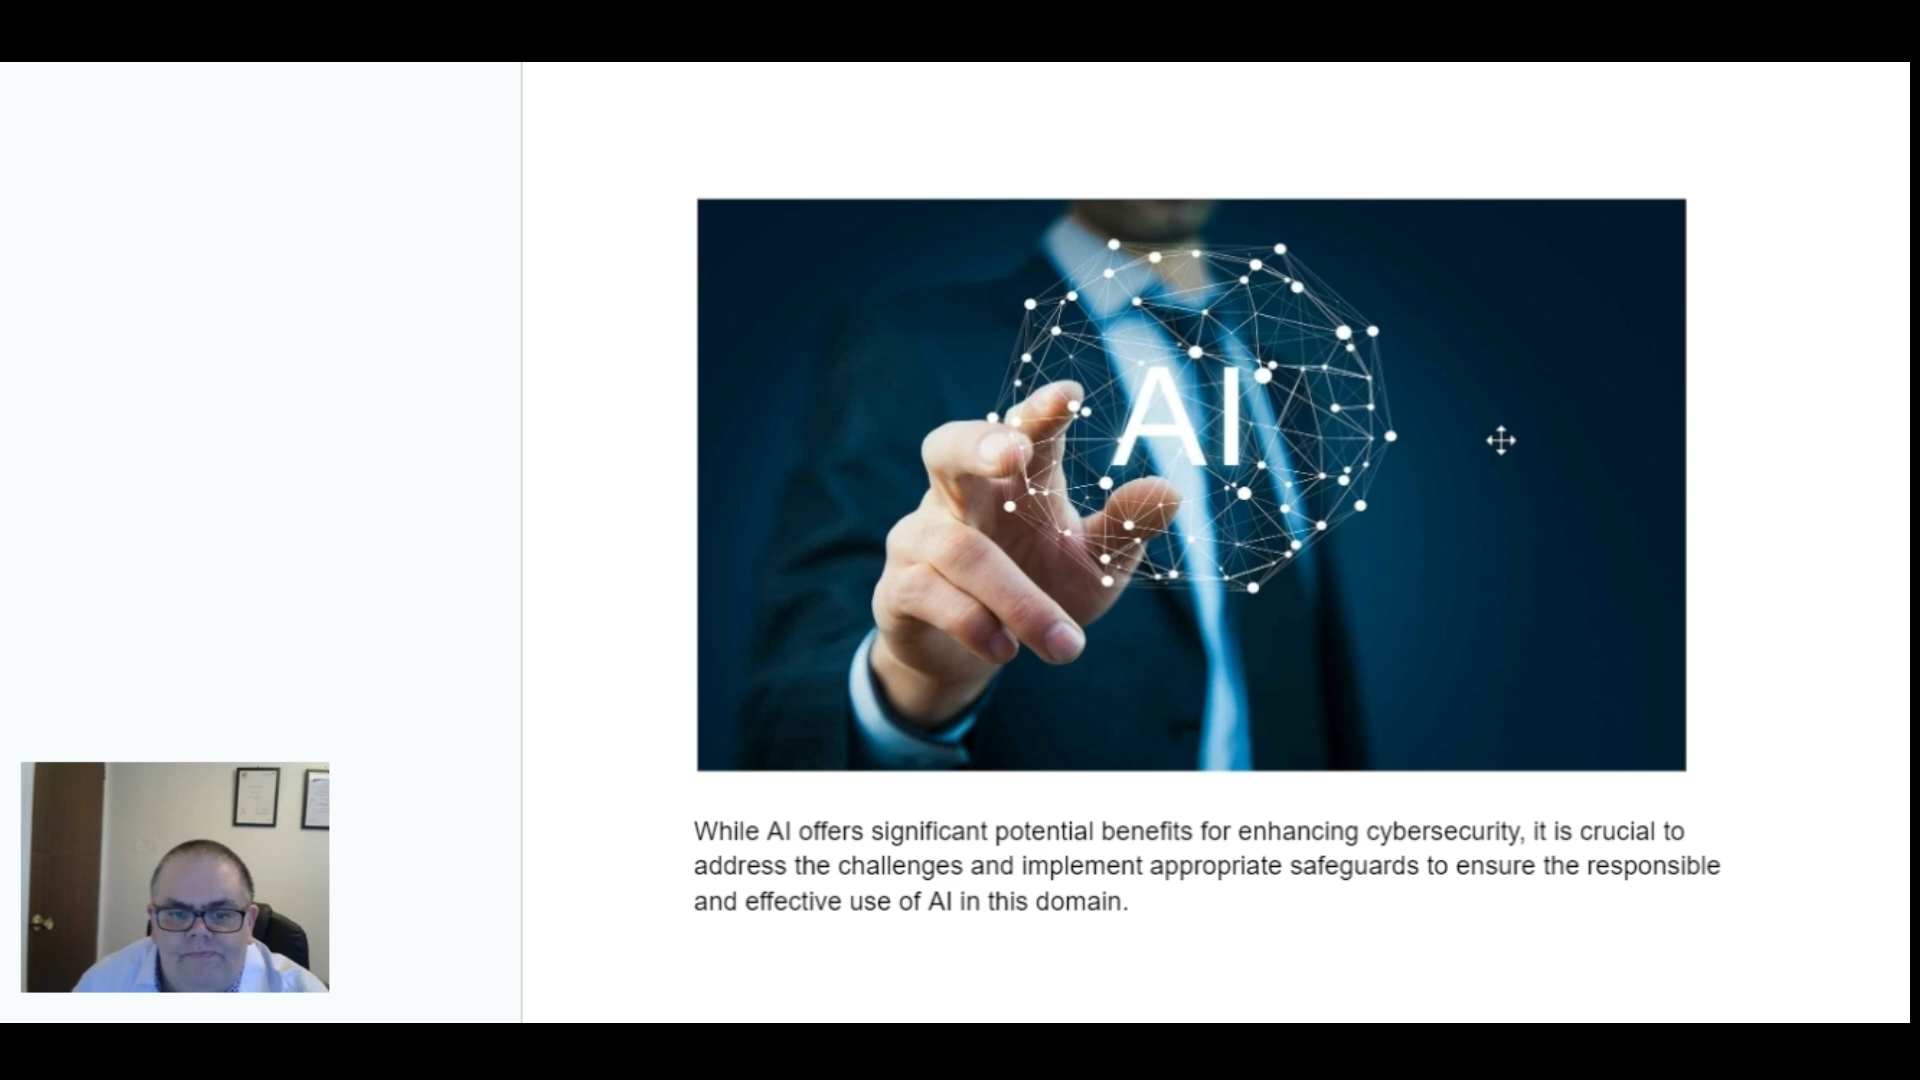 AI
While AI offers significant potential benefits for enhancing cybersecurity, it is crucial to
address the challenges and implement appropriate safeguards to ensure the responsible
and effective use of AI in this domain.